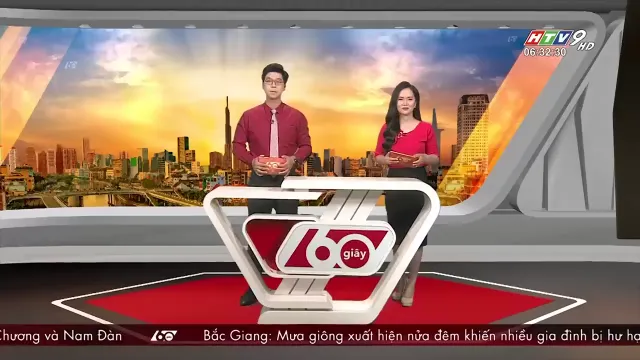 HTV9 HD
06:32:30
60 giây
Chương và Nam Đàn 60 Bắc Giang: Mưa giông xuất hiện nửa đêm khiến nhiều gia đình bị hư hạ